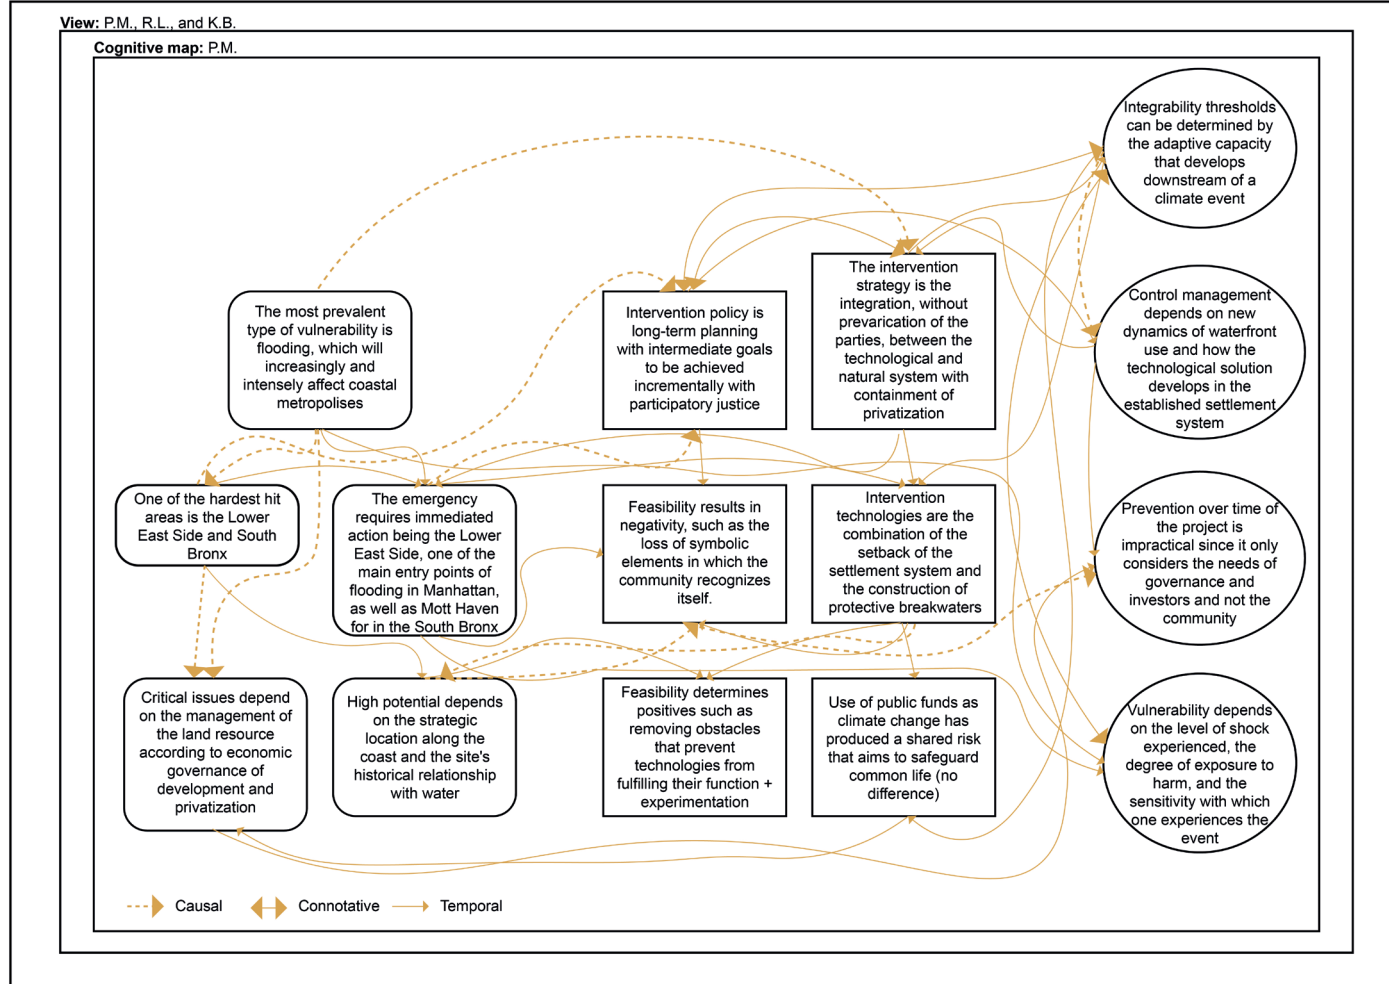 View: P.M., R.L., and K.B.
Cognitive map: P.M.
Integrability thresholds
can be determined by
the adaptive capacity
that develops
downstream of a
climate event
The most prevalent
type of vulnerability is
flooding, which will
increasingly and
intensely affect coastal
metropolises
Intervention policy is
long-term planning
with intermediate goals
to be achieved
incrementally with
participatory justice
The intervention
strategy is the
integration, without
prevarication of the
parties, between the
technological and
natural system with
containment of
privatization
Control management
depends on new
dynamics of waterfront
use and how the
technological solution
develops in the
established settlement
system
One of the hardest hit
areas is the Lower
East Side and South
Bronx
The emergency
requires immediated
action being the Lower
East Side, one of the
main entry points of
flooding in Manhattan,
as well as Mott Haven
for in the South Bronx
Feasibility results in
negativity, such as the
loss of symbolic
elements in which the
community recognizes
itself.
Intervention
technologies are the
combination of the
setback of the
settlement system and
the construction of
protective breakwaters
Prevention over time of
the project is
impractical since it only
considers the needs of
governance and
investors and not the
community
Critical issues depend
on the management of
the land resource
according to economic
governance of
development and
privatization
High potential depends
on the strategic
location along the
coast and the site's
historical relationship
with water
Feasibility determines
positives such as
removing obstacles
that prevent
technologies from
fulfilling their function +
experimentation
Use of public funds as
climate change has
produced a shared risk
that aims to safeguard
common life (no
difference)
Vulnerability depends
on the level of shock
experienced, the
degree of exposure to
harm, and the
sensitivity with which
one experiences the
event
Causal
Connotative
Temporal